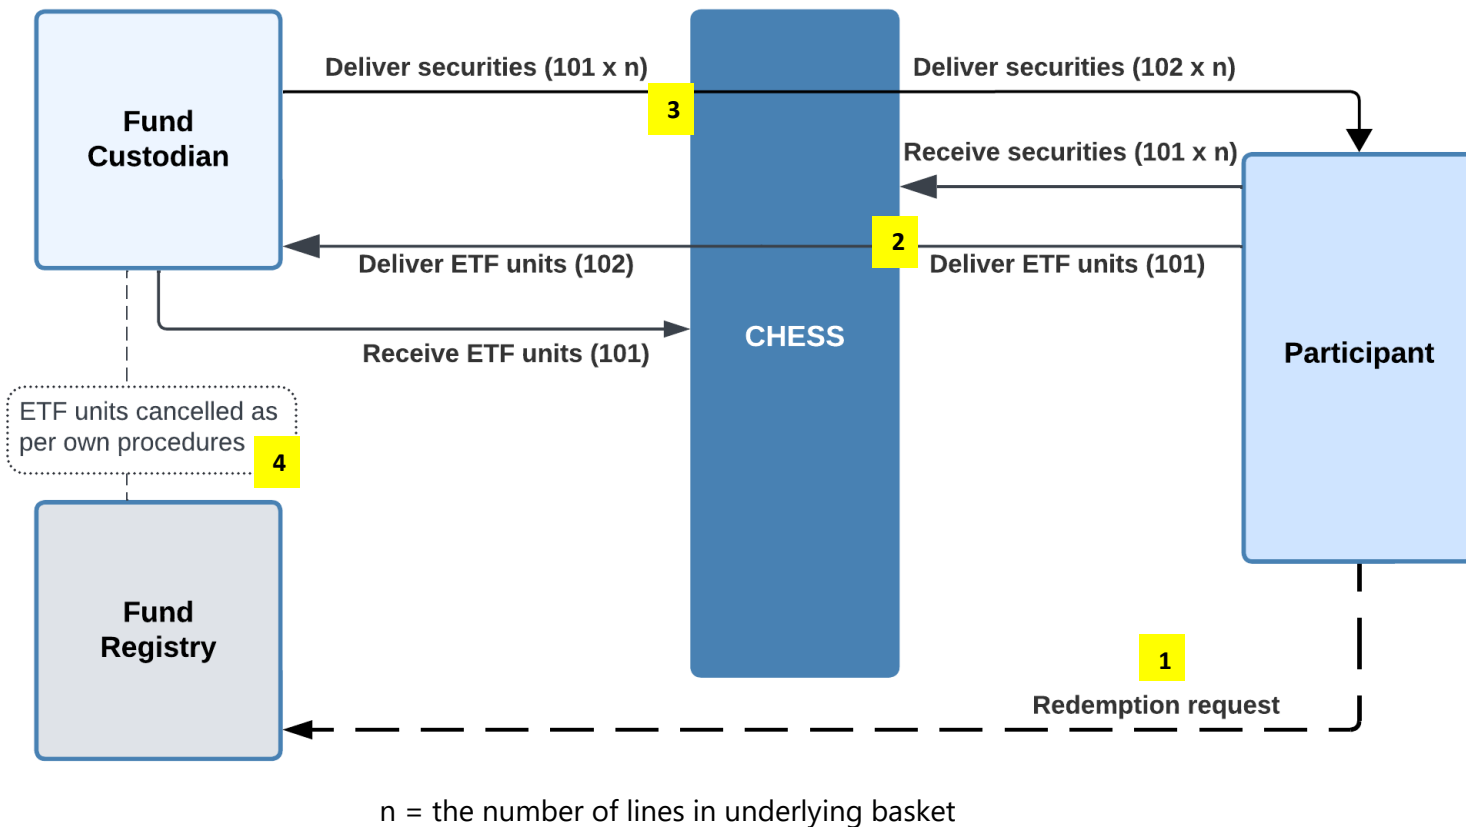 Deliver securities (101 x n)
Deliver securities (102 x n)
3
Fund
Custodian
Receive securities (101 x n)
2
Deliver ETF units (102)
Deliver ETF units (101)
CHESS
Receive ETF units (101)
Participant
ETF units cancelled as
per own procedures
4
Fund
Registry
1
Redemption request
n = the number of lines in underlying basket